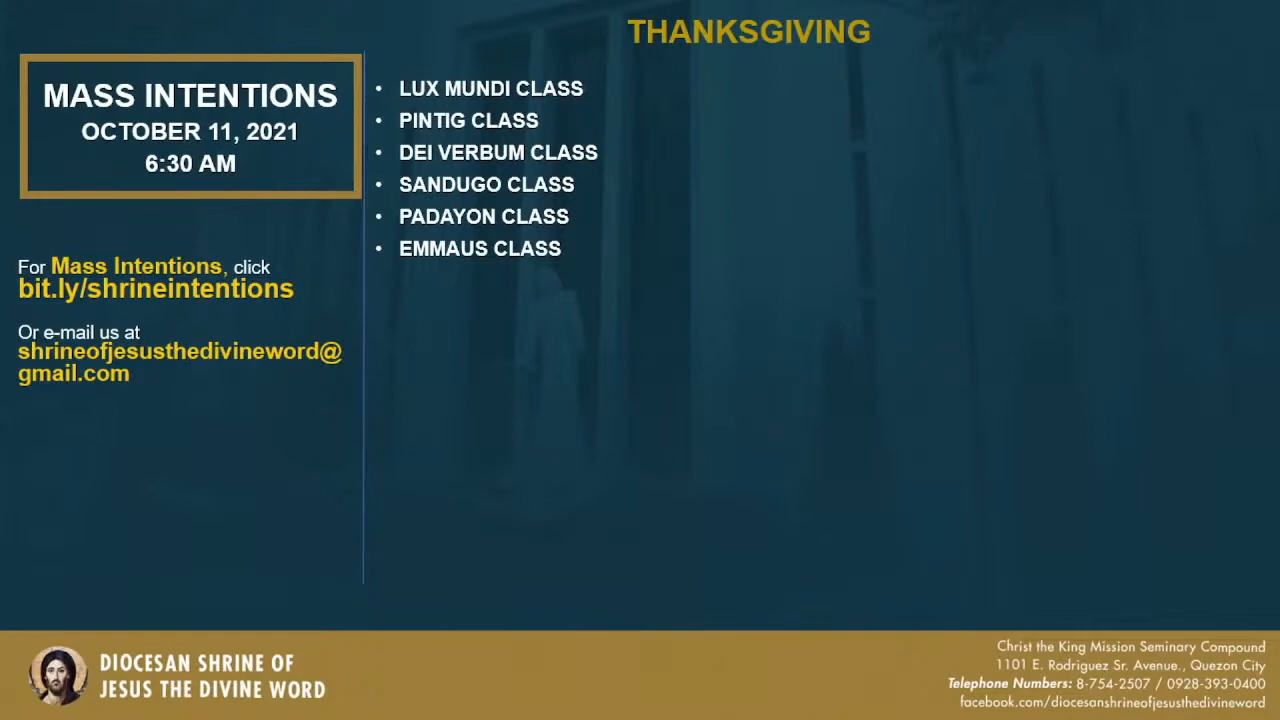 THANKSGIVING
MASS INTENTIONS
OCTOBER 11, 2021
6:30 AM
For Mass Intentions, click
bit.ly/shrineintentions
Or e-mail us at
shrineofjesusthedivineword@
gmail.com
• LUX MUNDI CLASS
• PINTIG CLASS
• DEI VERBUM CLASS
• SANDUGO CLASS
• PADAYON CLASS
• EMMAUS CLASS
DIOCESAN SHRINE OF
JESUS THE DIVINE WORD
Christ the King Mission Seminary Compound
1101 E. Rodriguez Sr. Avenue., Quezon City
Telephone Numbers: 8-754-2507 / 0928-393-0400
facebook.com/diocesanshrineofjesusthedivineword